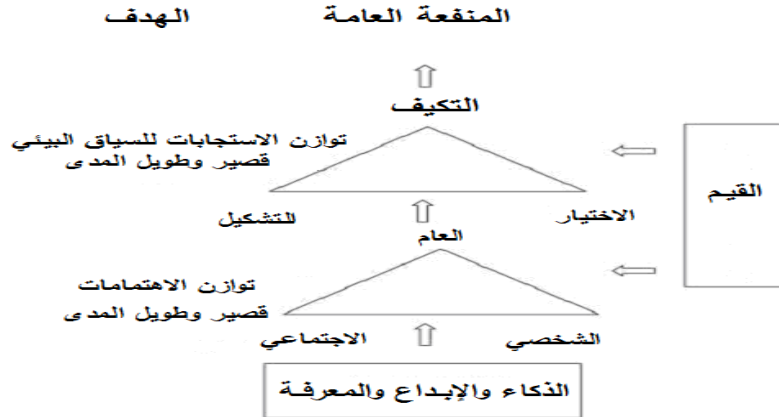 المنفعة العامة
الهدف
التكيف
توازن الاستجابات للسياق البيئي
قصير وطويل المدى
القيم
الاختيار
للتشكيل
العام
توازن الاهتمامات
قصير وطويل المدى
الشخصي
الاجتماعي
الذكاء والإبداع والمعرفة